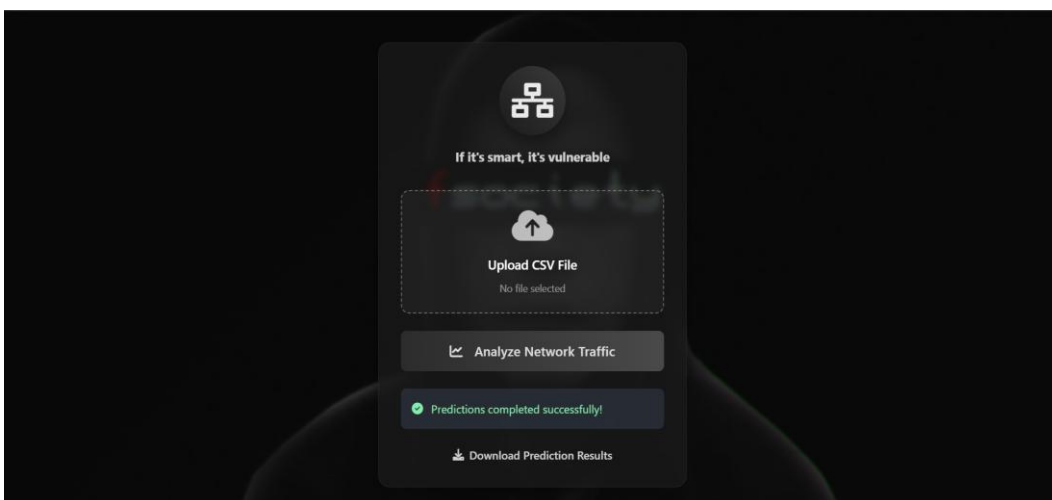 If it's smart, it's vulnerable
fsociety
Upload CSV File
No file selected
Analyze Network Traffic
Predictions completed successfully!
Download Prediction Results